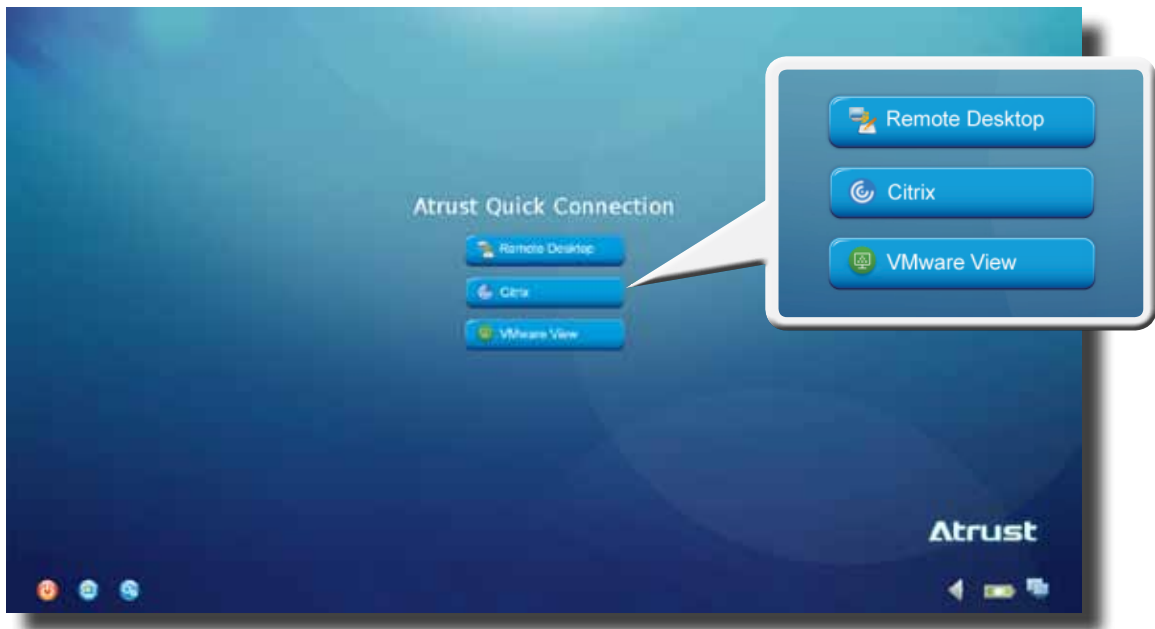 Atrust Quick Connection
Remote Desktop
Citrix
VMware View
Remote Desktop
Citrix
VMware View
Atrust